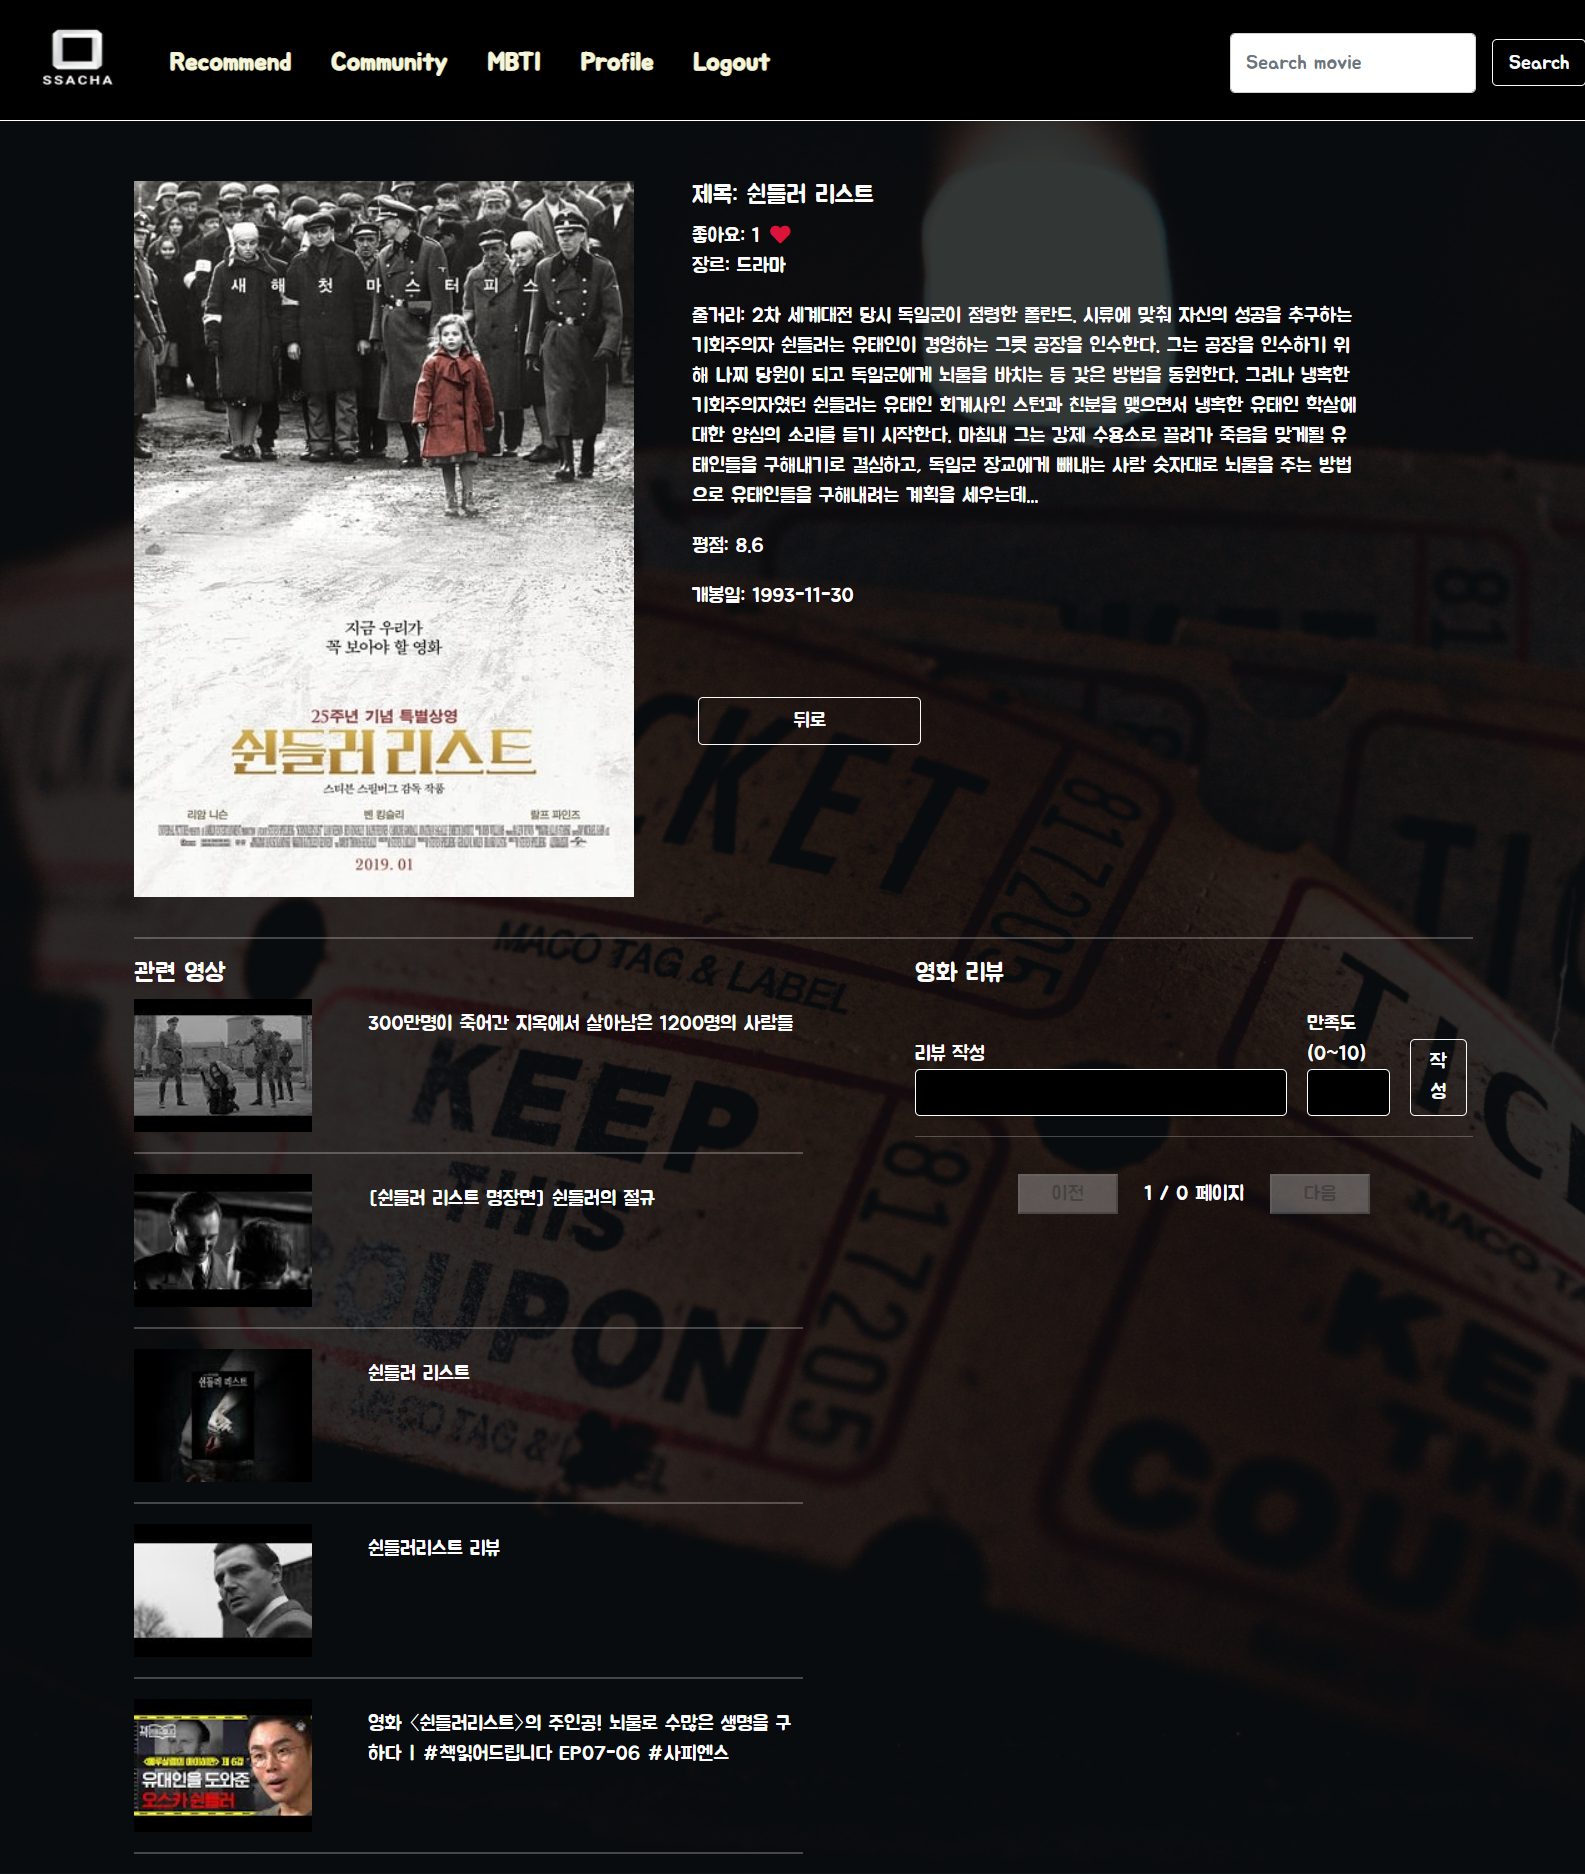 SSACHA
Recommend
Community
MBTI
Profile
Logout
Search movie
Search
새 해 첫 마 스 터 피 스
지금 우리가
꼭 보아야 할 영화
25주년 기념 특별상영
쉰들러 리스트
스티븐 스필버그 감독 작품
리암 니슨
벤 킹슬리
랄프 파인즈
2019. 01
제목: 쉰들러 리스트
좋아요: 1
장르: 드라마
줄거리: 2차 세계대전 당시 독일군이 점령한 폴란드. 시류에 맞춰 자신의 성공을 추구하는
기회주의자 쉰들러는 유태인이 경영하는 그릇 공장을 인수한다. 그는 공장을 인수하기 위
해 나찌 당원이 되고 독일군에게 뇌물을 바치는 등 갖은 방법을 동원한다. 그러나 냉혹한
기회주의자였던 쉰들러는 유태인 회계사인 스턴과 친분을 맺으면서 냉혹한 유태인 학살에
대한 양심의 소리를 듣기 시작한다. 마침내 그는 강제 수용소로 끌려가 죽음을 맞게될 유
태인들을 구해내기로 결심하고, 독일군 장교에게 빼내는 사람 숫자대로 뇌물을 주는 방법
으로 유태인들을 구해내려는 계획을 세우는데...
평점: 8.6
개봉일: 1993-11-30
뒤로
관련 영상
300만명이 죽어간 지옥에서 살아남은 1200명의 사람들
[쉰들러 리스트 명장면] 쉰들러의 절규
쉰들러 리스트
쉰들러 리스트
쉰들러리스트 리뷰
유대인을 도와준
오스카 쉰들러
영화 <쉰들러리스트>의 주인공! 뇌물로 수많은 생명을 구
하다 | #책읽어드립니다 EP07-06 #사피엔스
영화 리뷰
리뷰 작성
만족도
(0~10)
작
성
이전
1 / 0 페이지
다음
TICKET
817205
MACO TAG & LABEL
KEEP
THIS
COUPON
817205
MACO TAG &
KEEP
THIS
COUP